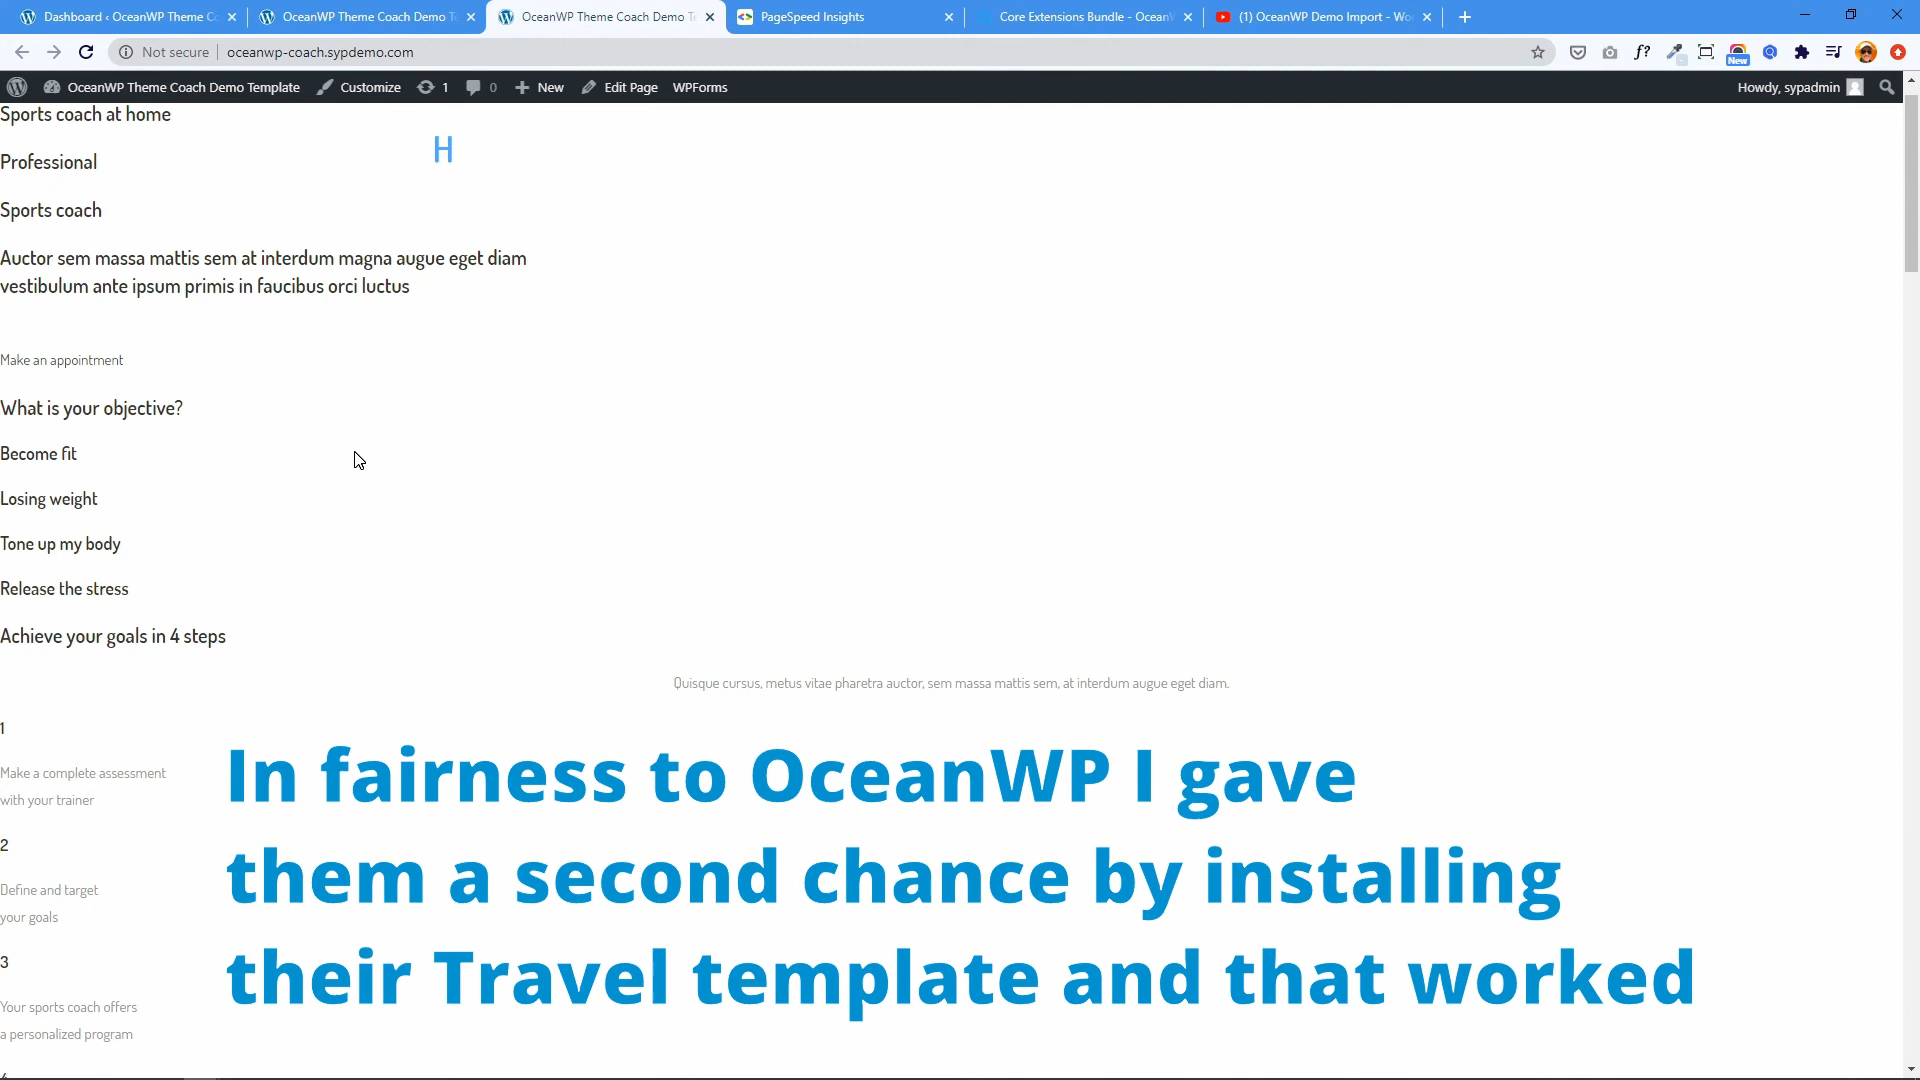 Dashboard ‹ OceanWP Theme Co
OceanWP Theme Coach Demo Te
OceanWP Theme Coach Demo Te
PageSpeed Insights
Core Extensions Bundle - OceanW
(1) OceanWP Demo Import - Wo
Not secure
oceanwp-coach.sypdemo.com
New
OceanWP Theme Coach Demo Template
Customize
1
0
New
Edit Page
WPForms
Howdy, sypadmin
Sports coach at home
H
Professional
Sports coach
Auctor sem massa mattis sem at interdum magna augue eget diam
vestibulum ante ipsum primis in faucibus orci luctus
Make an appointment
What is your objective?
Become fit
Losing weight
Tone up my body
Release the stress
Achieve your goals in 4 steps
Quisque cursus, metus vitae pharetra auctor, sem massa mattis sem, at interdum augue eget diam.
1
Make a complete assessment
with your trainer
2
Define and target
your goals
3
Your sports coach offers
a personalized program
In fairness to OceanWP I gave
them a second chance by installing
their Travel template and that worked